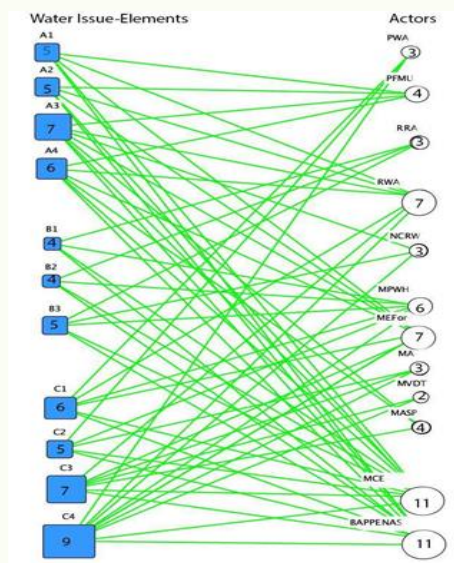 Water Issue-Elements
Actors
A1
5
A2
5
A3
7
A4
6
B1
4
B2
4
B3
5
C1
6
C2
5
C3
7
C4
9
PWA
3
PFMU
4
RRA
3
RWA
7
NCRW
3
MPWH
6
MEFor
7
MA
3
MVDT
2
MASP
4
MCE
11
BAPPENAS
11